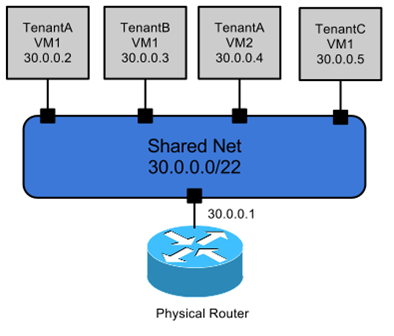 TenantA
VM1
30.0.0.2
TenantB
VM1
30.0.0.3
TenantA
VM2
30.0.0.4
TenantC
VM1
30.0.0.5
Shared Net
30.0.0.0/22
30.0.0.1
Physical Router